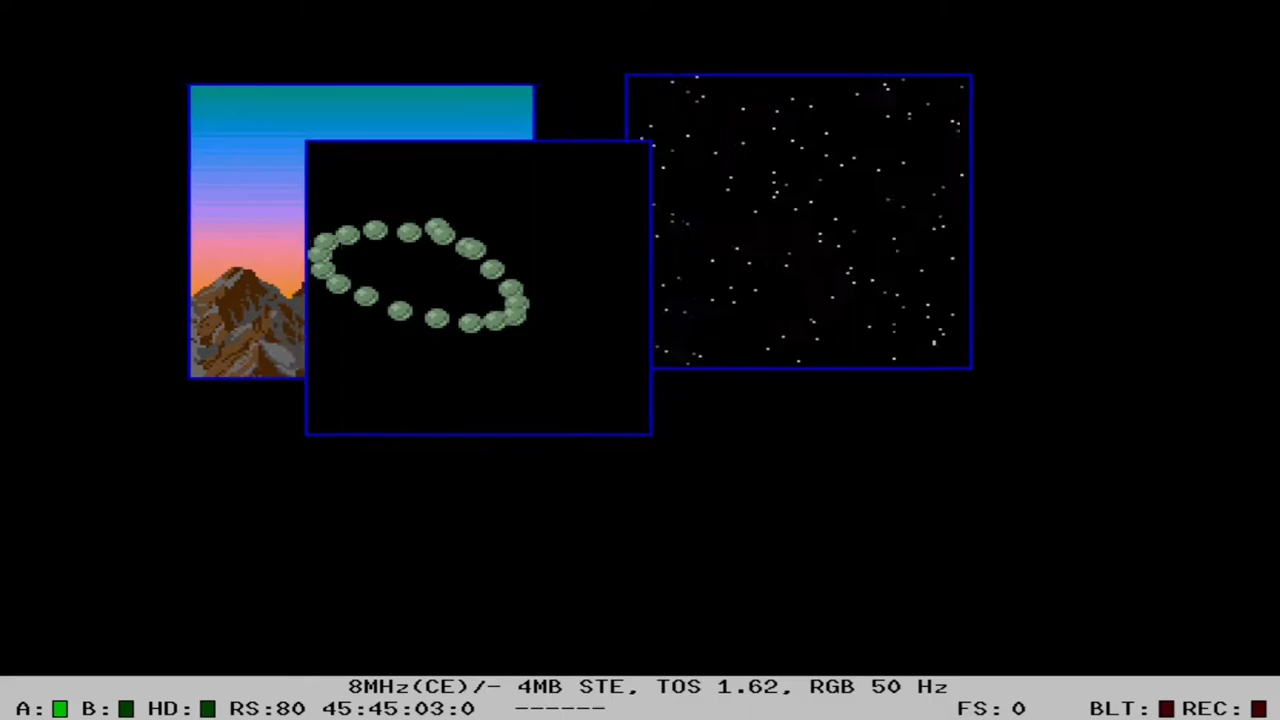 8MHz(CE)/- 4MB STE, TOS 1.62, RGB 50 Hz
A: B: HD: RS:80 45:45:03:0 ------ FS: 0 BLT: REC: